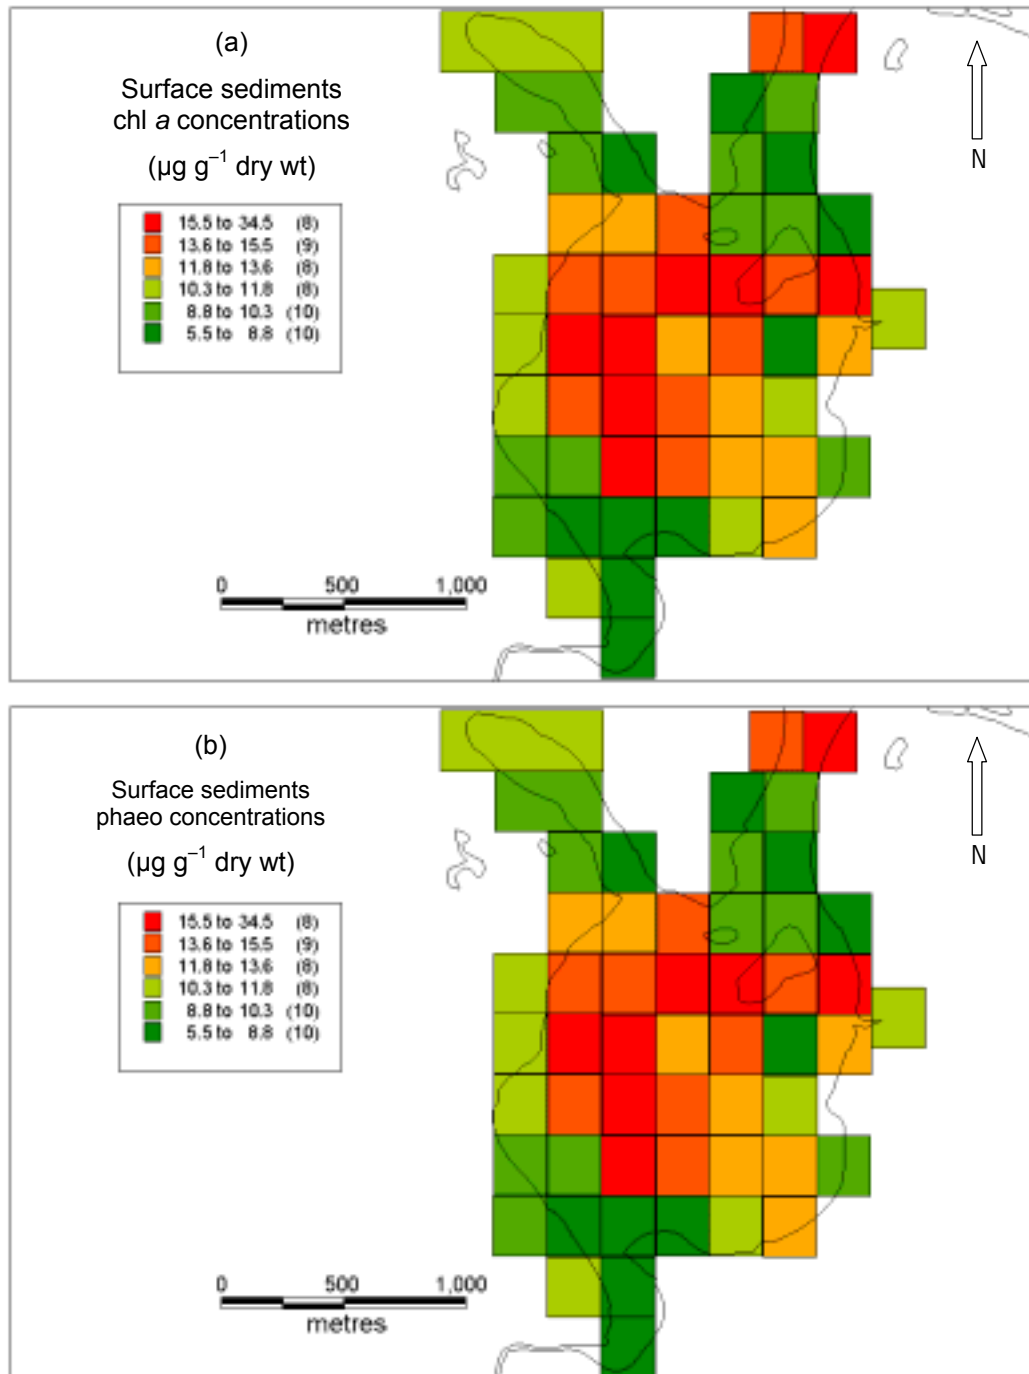 (a)
Surface sediments
chl a concentrations
(µg g⁻¹ dry wt)
15.5 to 34.5 (8)
13.6 to 15.5 (9)
11.8 to 13.6 (8)
10.3 to 11.8 (8)
8.8 to 10.3 (10)
5.5 to 8.8 (10)
N
0 500 1,000
metres
(b)
Surface sediments
phaeo concentrations
(µg g⁻¹ dry wt)
15.5 to 34.5 (8)
13.6 to 15.5 (9)
11.8 to 13.6 (8)
10.3 to 11.8 (8)
8.8 to 10.3 (10)
5.5 to 8.8 (10)
N
0 500 1,000
metres